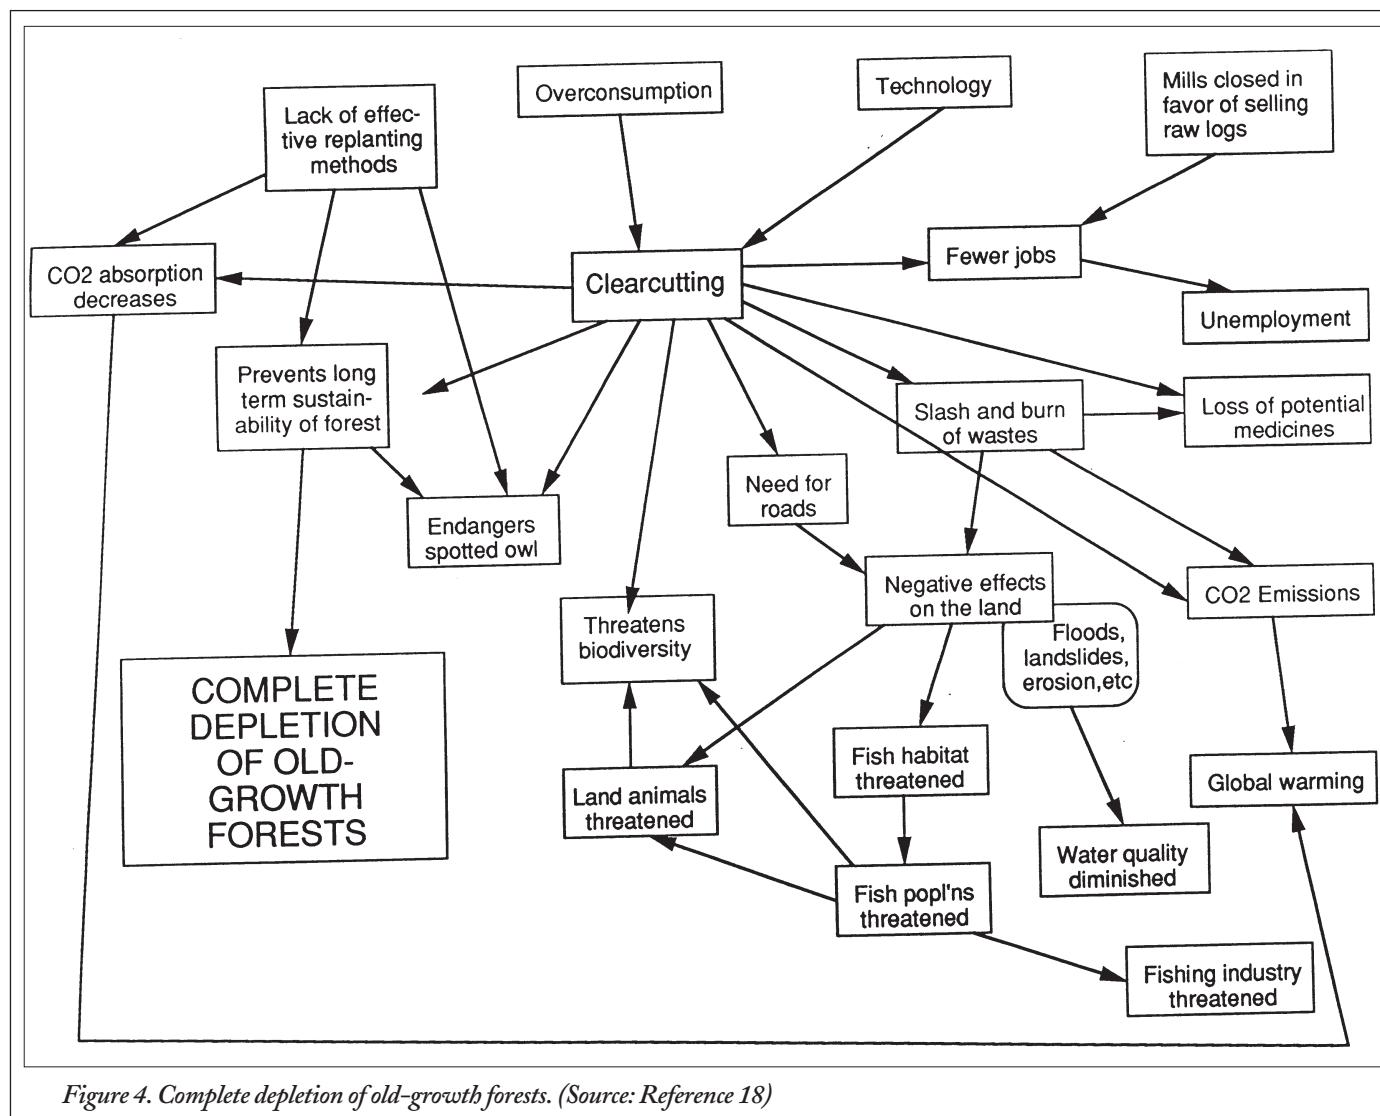 Lack of effec-
tive replanting
methods
Overconsumption
Technology
Mills closed in
favor of selling
raw logs
CO2 absorption
decreases
Clearcutting
Fewer jobs
Unemployment
Prevents long
term sustain-
ability of forest
Slash and burn
of wastes
Loss of potential
medicines
Need for
roads
Endangers
spotted owl
Negative effects
on the land
CO2 Emissions
Threatens
biodiversity
Floods,
landslides,
erosion,etc
COMPLETE
DEPLETION
OF OLD-
GROWTH
FORESTS
Fish habitat
threatened
Land animals
threatened
Global warming
Water quality
diminished
Fish popl'ns
threatened
Fishing industry
threatened
Figure 4. Complete depletion of old-growth forests. (Source: Reference 18)